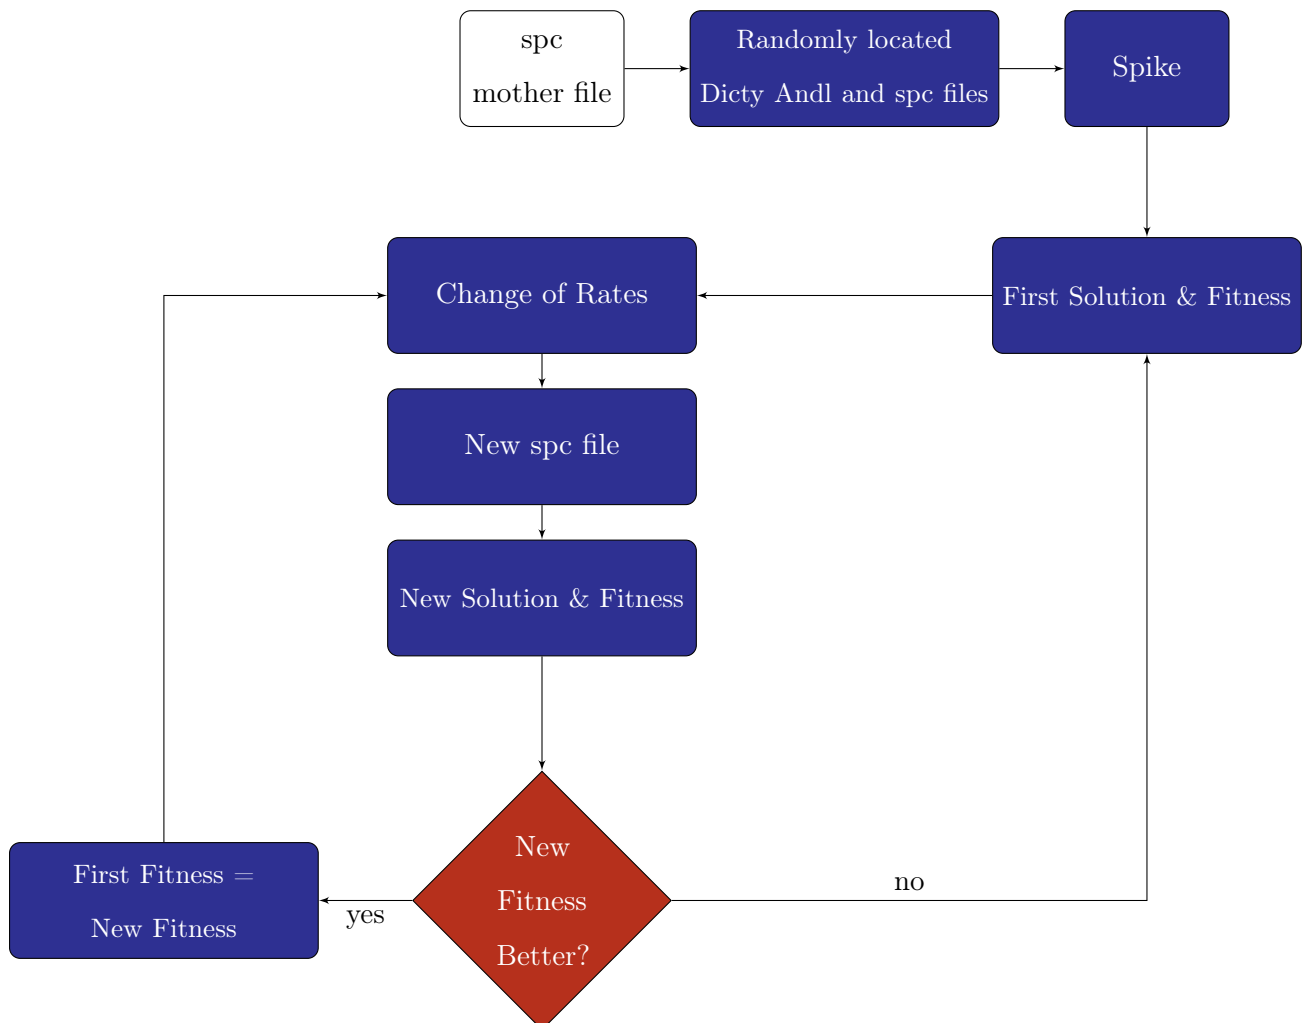 spc
mother file
Randomly located
Dicty Andl and spc files
Spike
Change of Rates
First Solution & Fitness
New spc file
New Solution & Fitness
New
Fitness
Better?
yes
no
First Fitness =
New Fitness